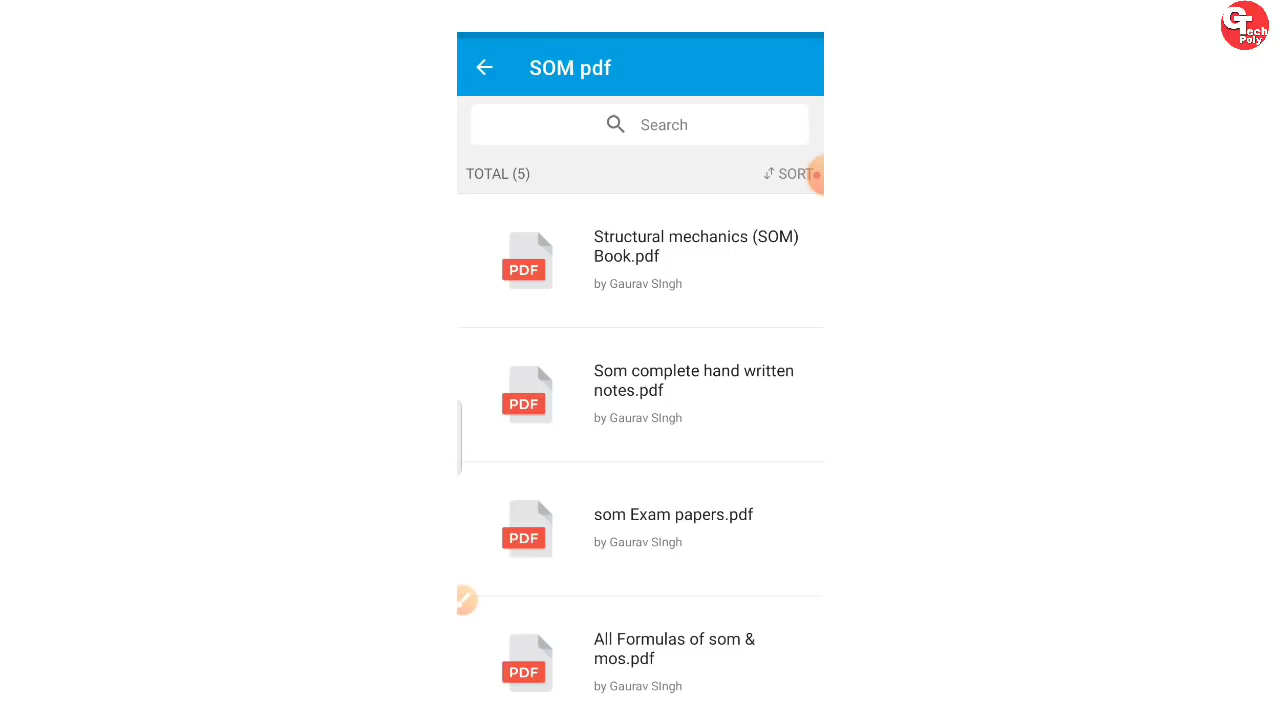 GTech
Poly
SOM pdf
Search
TOTAL (5)
SORT
Structural mechanics (SOM)
Book.pdf
by Gaurav SIngh
PDF
Som complete hand written
notes.pdf
by Gaurav SIngh
PDF
som Exam papers.pdf
by Gaurav SIngh
PDF
All Formulas of som &
mos.pdf
by Gaurav SIngh
PDF